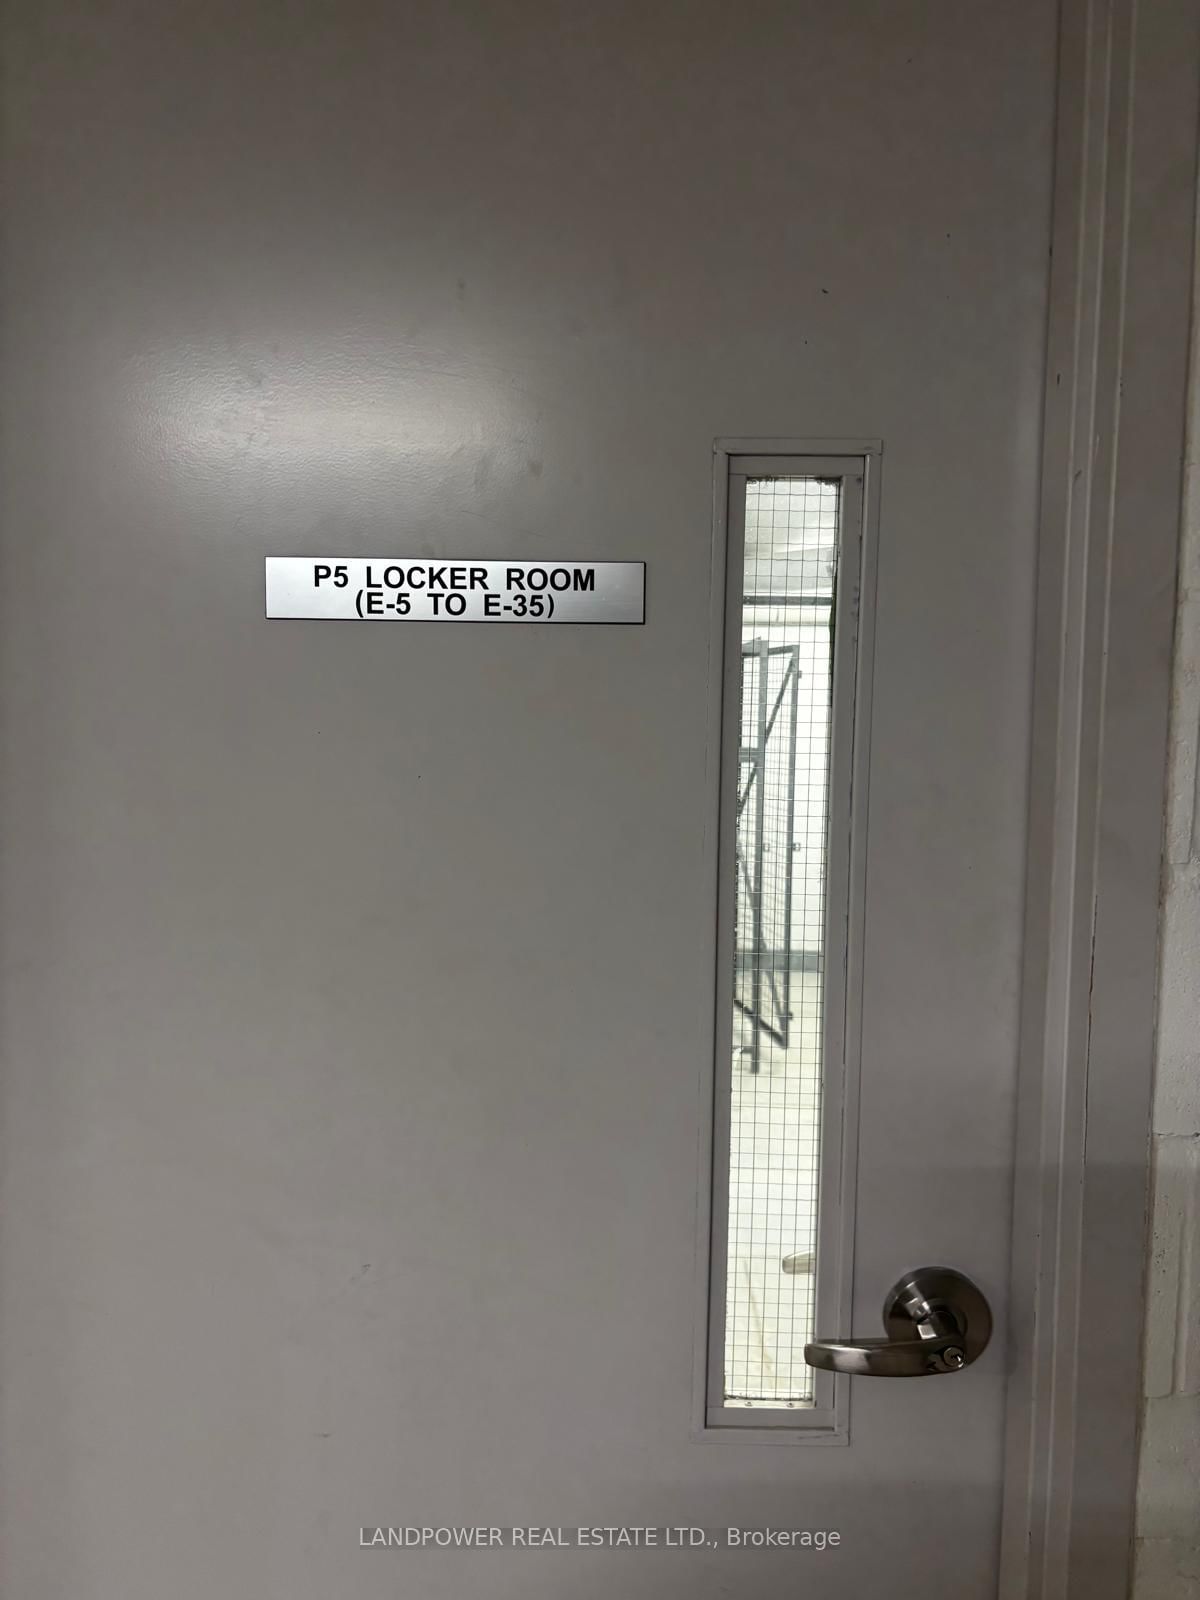 P5 LOCKER ROOM
(E-5 TO E-35)
LANDPOWER REAL ESTATE LTD., Brokerage